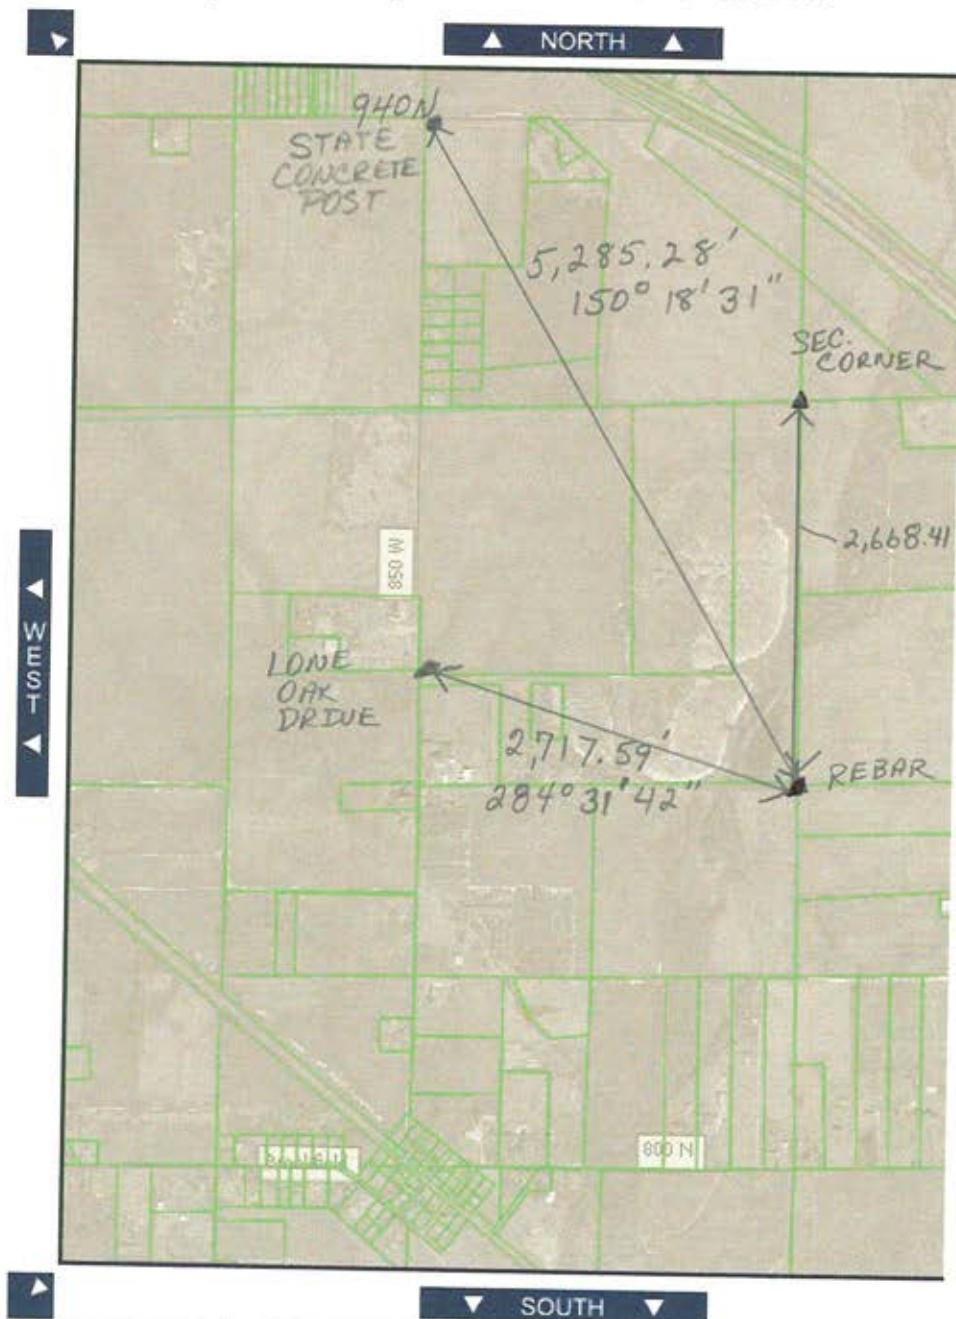 NORTH
940N
STATE
CONCRETE
POST
5,285.28'
150° 18' 31"
SEC.
CORNER
2,668.41
M 058
WEST
LONE
OAK
DRIVE
2,717.59'
284° 31' 42"
REBAR
800 N
SOUTH